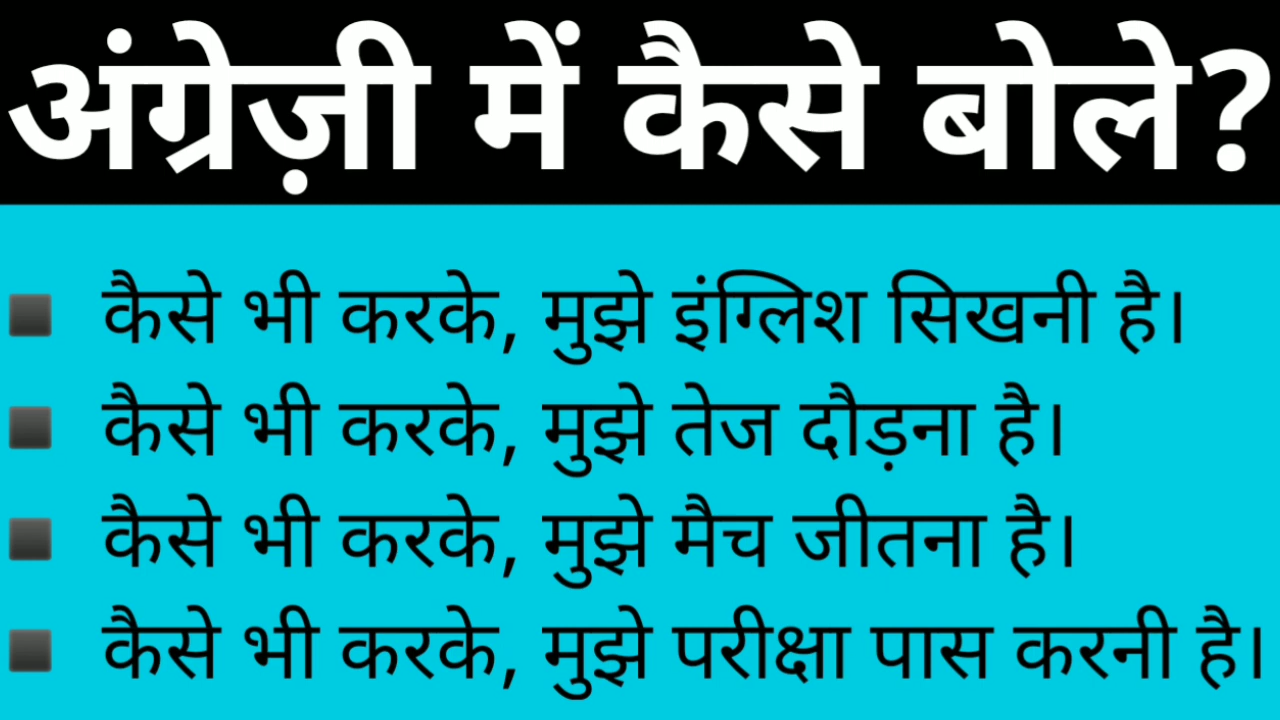 अंग्रेज़ी में कैसे बोले?
▪ कैसे भी करके, मुझे इंग्लिश सिखनी है।
▪ कैसे भी करके, मुझे तेज दौड़ना है।
▪ कैसे भी करके, मुझे मैच जीतना है।
▪ कैसे भी करके, मुझे परीक्षा पास करनी है।